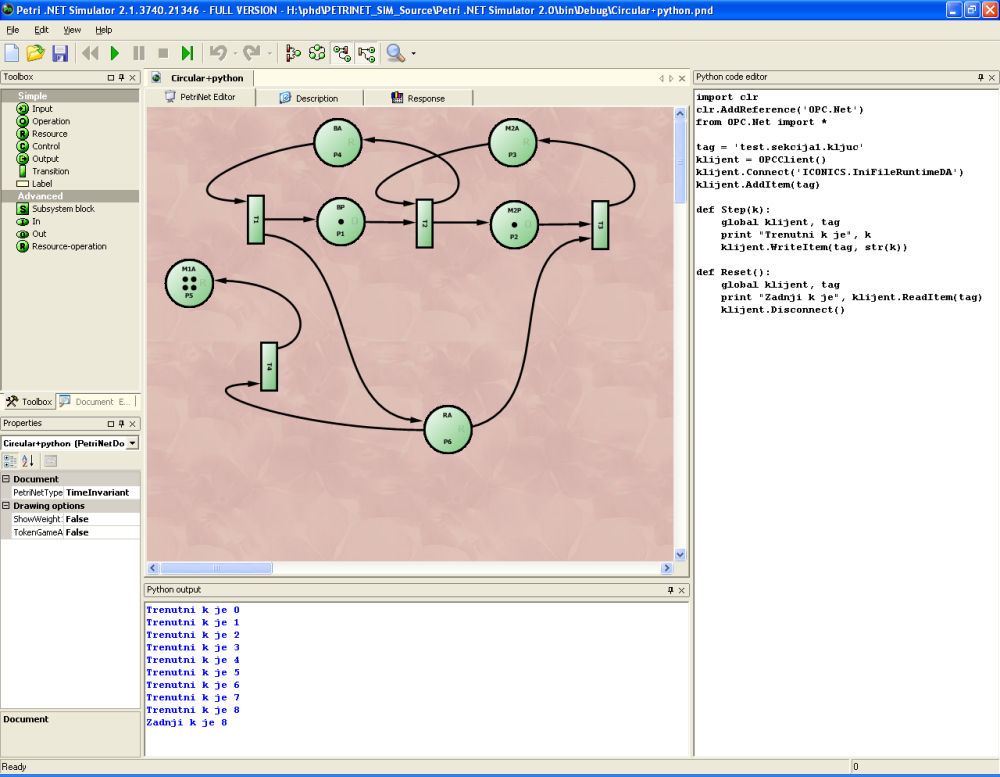 Petri .NET Simulator 2.1.3740.21346 - FULL VERSION - H:\phd\PETRINET_SIM_Source\Petri .NET Simulator 2.0\bin\Debug\Circular+python.pnd
File Edit View Help
Toolbox
Simple
Input
Operation
Resource
Control
Output
Transition
Label
Advanced
Subsystem block
In
Out
Resource-operation
Toolbox Document E...
Properties
Circular+python (PetriNetDo
Document
PetriNetType TimeInvariant
Drawing options
ShowWeight False
TokenGameA False
Document
Circular+python
PetriNet Editor Description Response
BA
R
P4
M2A
R
P3
T1
BP
O
P1
T2
M2P
O
P2
T3
M1A
R
P5
T4
RA
R
P6
Python output
Trenutni k je 0
Trenutni k je 1
Trenutni k je 2
Trenutni k je 3
Trenutni k je 4
Trenutni k je 5
Trenutni k je 6
Trenutni k je 7
Trenutni k je 8
Zadnji k je 8
Python code editor
import clr
clr.AddReference('OPC.Net')
from OPC.Net import *
tag = 'test.sekcija1.kljuc'
klijent = OPCClient()
klijent.Connect('ICONICS.IniFileRuntimeDA')
klijent.AddItem(tag)
def Step(k):
global klijent, tag
print "Trenutni k je", k
klijent.WriteItem(tag, str(k))
def Reset():
global klijent, tag
print "Zadnji k je", klijent.ReadItem(tag)
klijent.Disconnect()
Ready 0